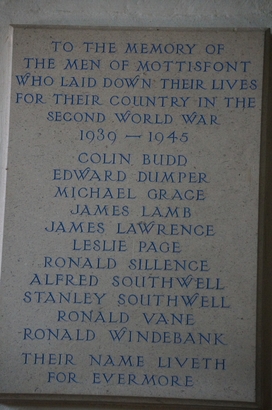 TO THE MEMORY OF
THE MEN OF MOTTISFONT
WHO LAID DOWN THEIR LIVES
FOR THEIR COUNTRY IN THE
SECOND WORLD WAR
1939 — 1945
COLIN BUDD
EDWARD DUMPER
MICHAEL GRACE
JAMES LAMB
JAMES LAWRENCE
LESLIE PAGE
RONALD SILLENCE
ALFRED SOUTHWELL
STANLEY SOUTHWELL
RONALD VANE
RONALD WINDEBANK
THEIR NAME LIVETH
FOR EVERMORE